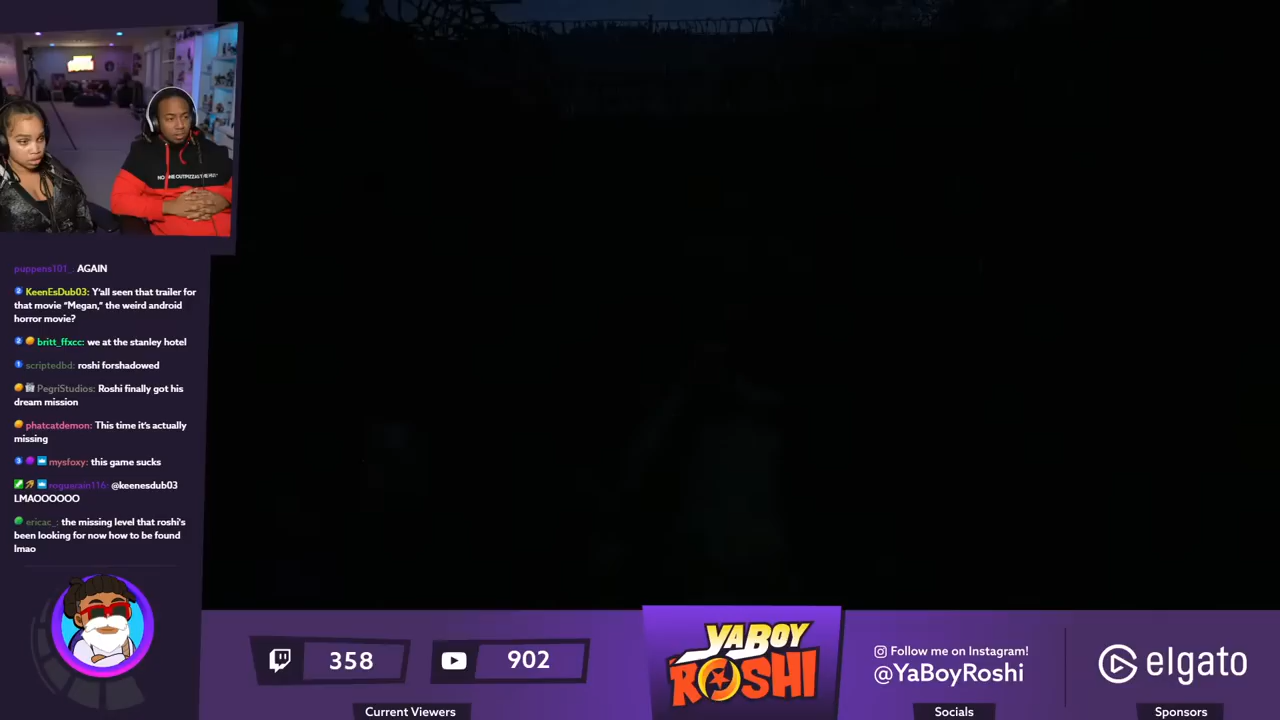 puppens101_: AGAIN
KeenEsDub03: Y'all seen that trailer for
that movie “Megan,” the weird android
horror movie?
britt_ffxcc: we at the stanley hotel
scriptedbd: roshi forshadowed
PegriStudios: Roshi finally got his
dream mission
phatcatdemon: This time it's actually
missing
mysfoxy: this game sucks
roguarain116: @keenesdub03
LMAOOOOOO
ericac_: the missing level that roshi's
been looking for now how to be found
lmao
358
902
Current Viewers
YABOY
ROSHI
Follow me on Instagram!
@YaBoyRoshi
Socials
elgato
Sponsors